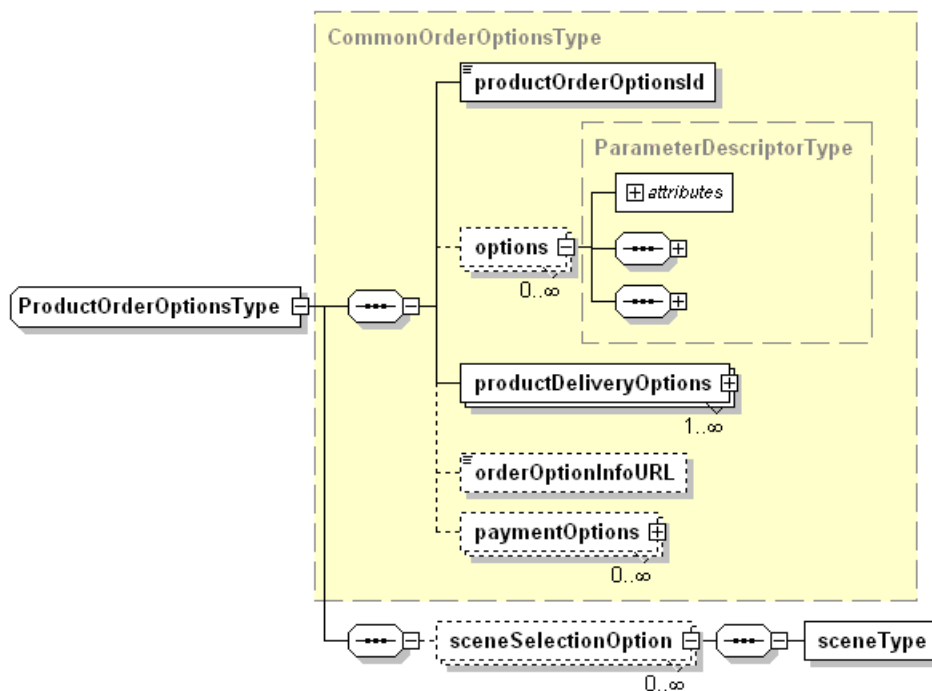 CommonOrderOptionsType
productOrderOptionsId
ParameterDescriptorType
attributes
options
0..∞
ProductOrderOptionsType
productDeliveryOptions
1..∞
orderOptionInfoURL
paymentOptions
0..∞
sceneSelectionOption
sceneType
0..∞